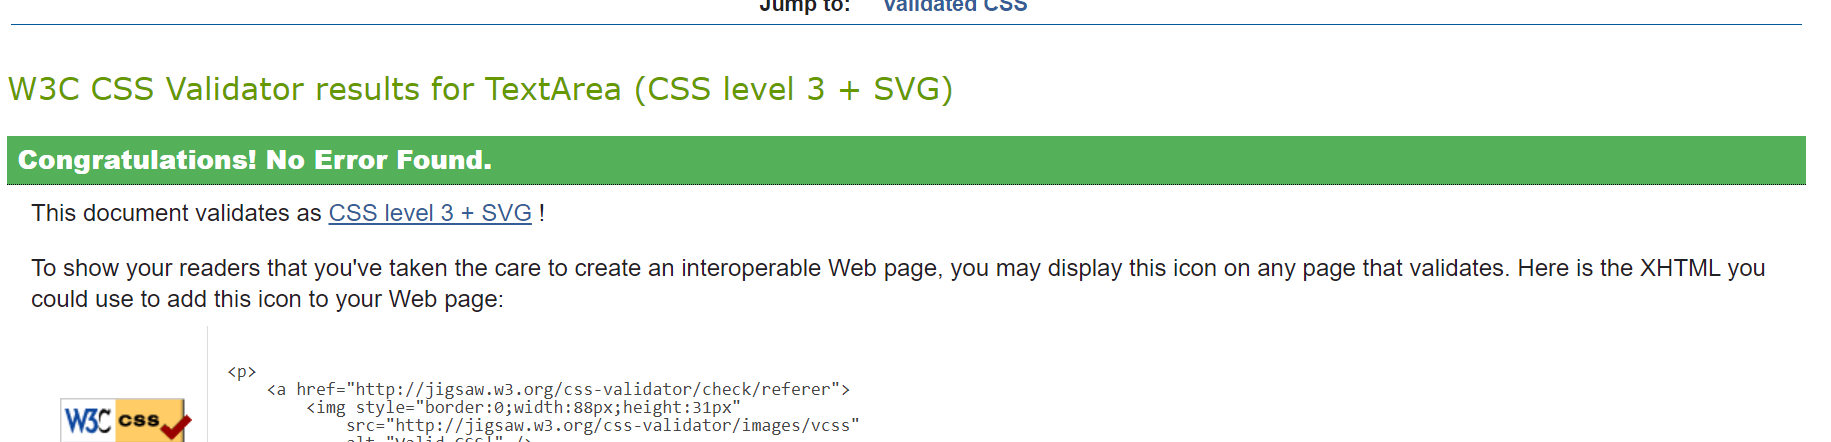 Jump to: Validated CSS
W3C CSS Validator results for TextArea (CSS level 3 + SVG)
Congratulations! No Error Found.
This document validates as CSS level 3 + SVG !
To show your readers that you've taken the care to create an interoperable Web page, you may display this icon on any page that validates. Here is the XHTML you
could use to add this icon to your Web page:
<p>
<a href="http://jigsaw.w3.org/css-validator/check/referer">
<img style="border:0;width:88px;height:31px"
W3C css
src="http://jigsaw.w3.org/css-validator/images/vcss"
alt="Valid CSS!" />